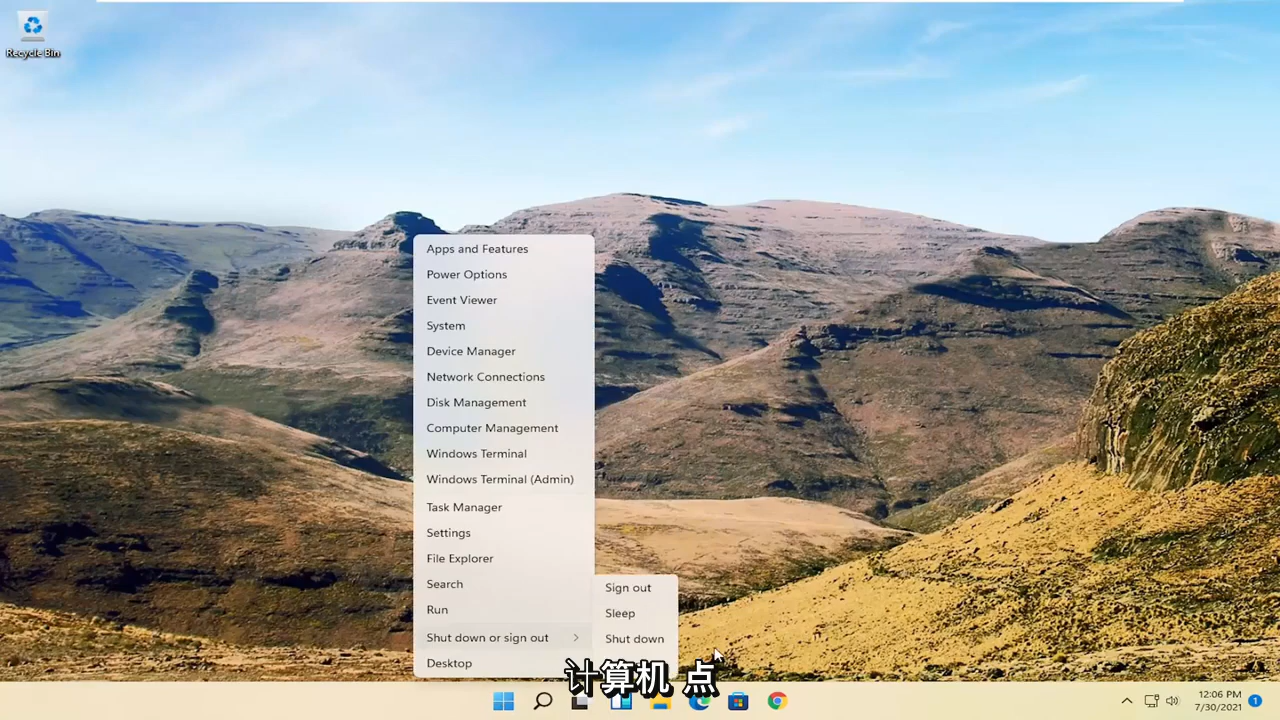 Recycle Bin
Apps and Features
Power Options
Event Viewer
System
Device Manager
Network Connections
Disk Management
Computer Management
Windows Terminal
Windows Terminal (Admin)
Task Manager
Settings
File Explorer
Search
Run
Shut down or sign out
Desktop
Sign out
Sleep
Shut down
计算机 点
12:06 PM
7/30/2021
1